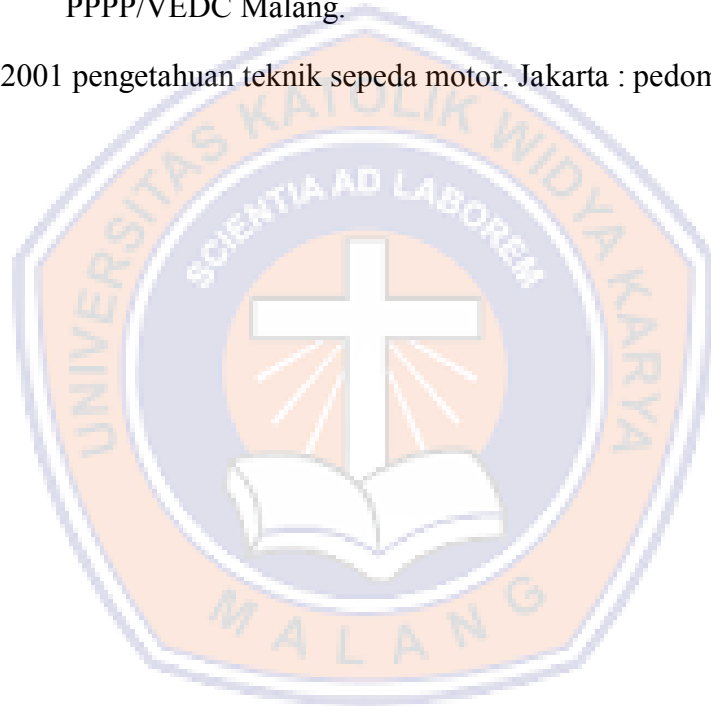 PPPP/VEDC Malang.
2001 pengetahuan teknik sepeda motor. Jakarta : pedom
UNIVERSITAS KATOLIK WIDYA KARYA
SCIENTIA AD LABOREM
MALANG